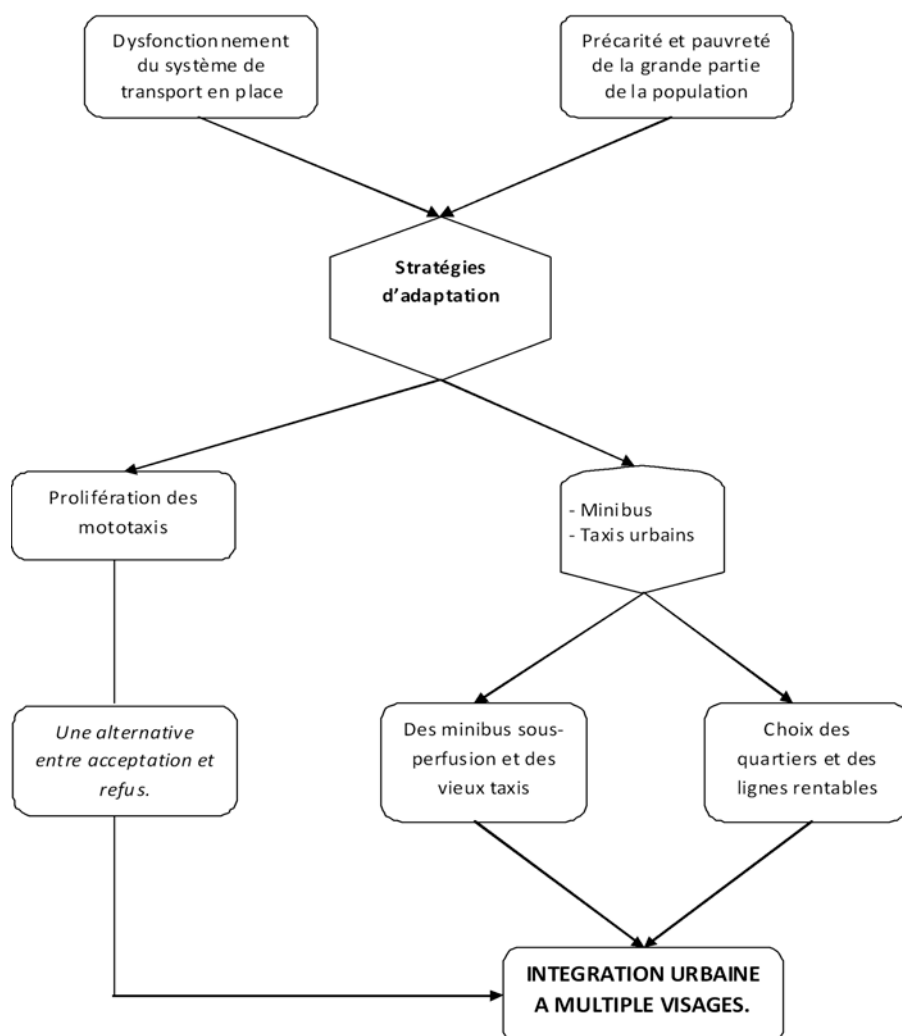 Dysfonctionnement
du système de
transport en place
Précarité et pauvreté
de la grande partie
de la population
Stratégies
d’adaptation
Prolifération des
mototaxis
- Minibus
- Taxis urbains
Une alternative
entre acceptation et
refus.
Des minibus sous-
perfusion et des
vieux taxis
Choix des
quartiers et des
lignes rentables
INTEGRATION URBAINE
A MULTIPLE VISAGES.